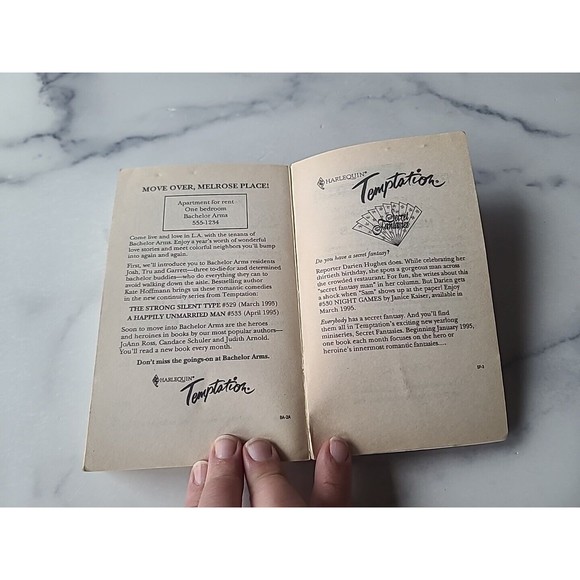 MOVE OVER, MELROSE PLACE!
Apartment for rent
One bedroom
Bachelor Arms
555-1234
Come live and love in L.A. with the tenants of
Bachelor Arms. Enjoy a year's worth of wonderful
love stories and meet colorful neighbors you'll bump
into again and again.
First, we'll introduce you to Bachelor Arms residents
Josh, Tru and Garrett—three to-die-for and determined
bachelor buddies—who do everything they can to
avoid walking down the aisle. Bestselling author
Kate Hoffmann brings us these romantic comedies
in the new continuity series from Temptation:
THE STRONG SILENT TYPE #529 (March 1995)
A HAPPILY UNMARRIED MAN #533 (April 1995)
Soon to move into Bachelor Arms are the heroes
and heroines in books by our most popular authors—
JoAnn Ross, Candace Schuler and Judith Arnold.
You'll read a new book every month.
Don't miss the goings-on at Bachelor Arms.
HARLEQUIN®
Temptation®
BA-2A
HARLEQUIN®
Temptation®
Secret
Fantasies
Do you have a secret fantasy?
Reporter Darien Hughes does. While celebrating her
thirtieth birthday, she spots a gorgeous man across
the crowded restaurant. For fun, she writes about this
"secret fantasy man" in her column. But Darien gets
a shock when "Sam" shows up at the paper! Enjoy
#530 NIGHT GAMES by Janice Kaiser, available in
March 1995.
Everybody has a secret fantasy. And you'll find
them all in Temptation's exciting new yearlong
miniseries, Secret Fantasies. Beginning January 1995,
one book each month focuses on the hero or
heroine's innermost romantic fantasies....